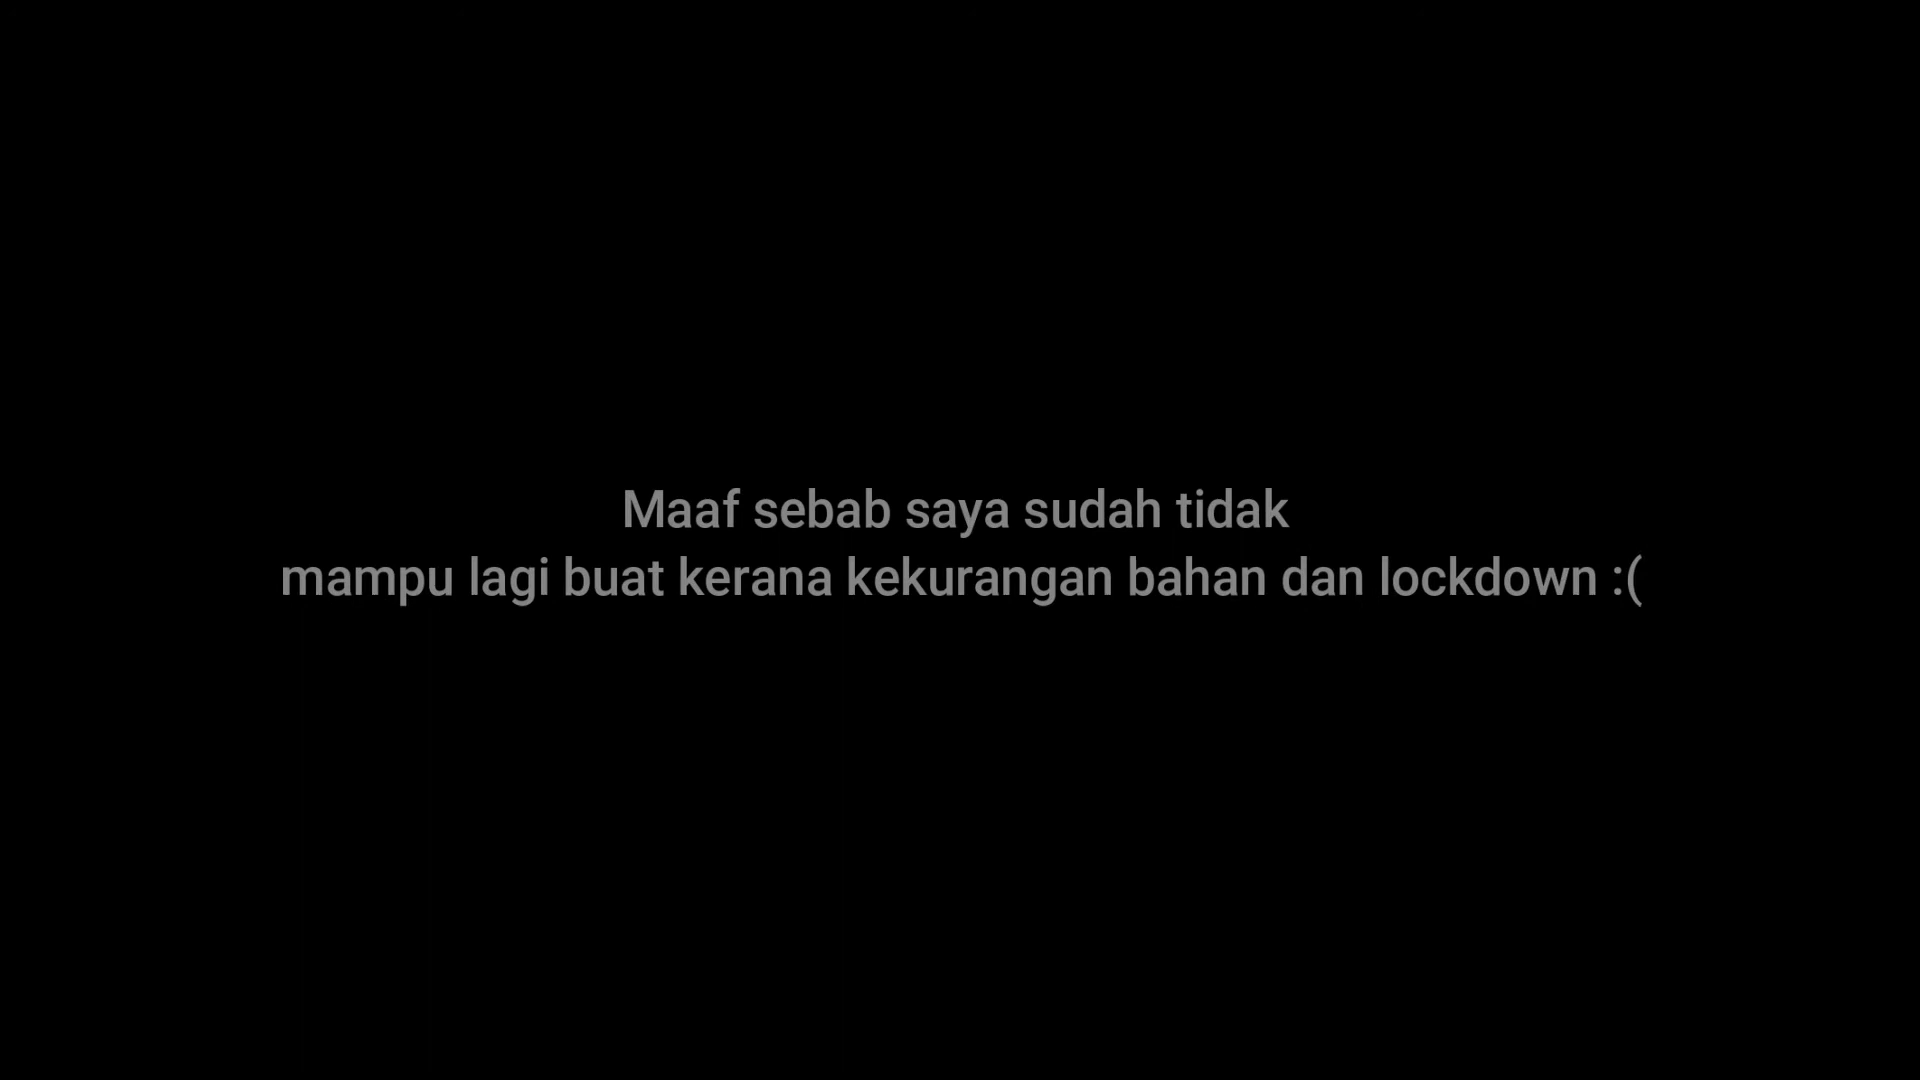 Maaf sebab saya sudah tidak
mampu lagi buat kerana kekurangan bahan dan lockdown :(